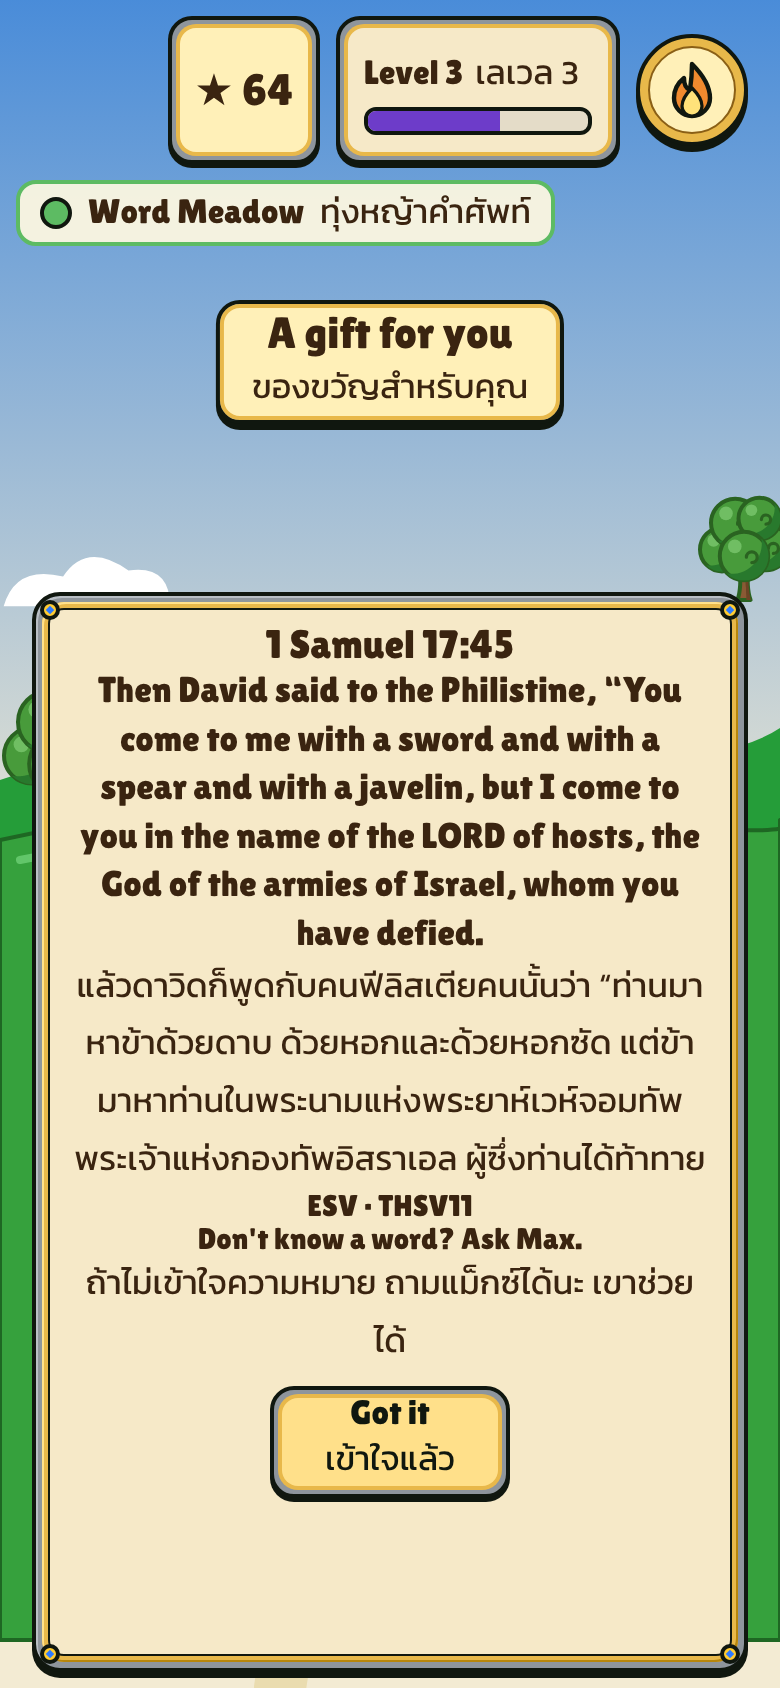 ★ 64
Level 3 เลเวล 3
Word Meadow ทุ่งหญ้าคำศัพท์
A gift for you
ของขวัญสำหรับคุณ
1 Samuel 17:45
Then David said to the Philistine, “You
come to me with a sword and with a
spear and with a javelin, but I come to
you in the name of the LORD of hosts, the
God of the armies of Israel, whom you
have defied.
แล้วดาวิดก็พูดกับคนฟีลิสเตียคนนั้นว่า “ท่านมา
หาข้าด้วยดาบ ด้วยหอกและด้วยหอกซัด แต่ข้า
มาหาท่านในพระนามแห่งพระยาห์เวห์จอมทัพ
พระเจ้าแห่งกองทัพอิสราเอล ผู้ซึ่งท่านได้ท้าทาย
ESV · THSV11
Don't know a word? Ask Max.
ถ้าไม่เข้าใจความหมาย ถามแม็กซ์ได้นะ เขาช่วย
ได้
Got it
เข้าใจแล้ว